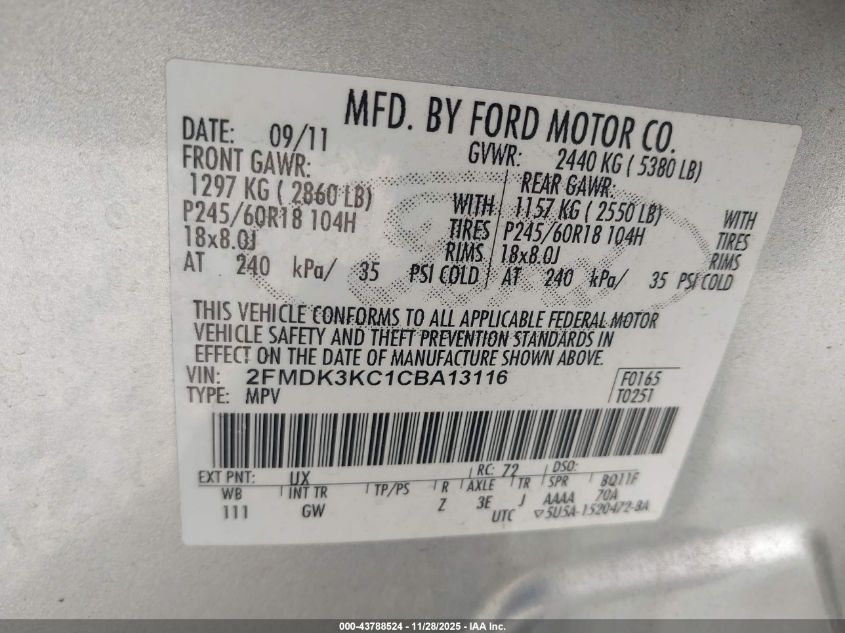 MFD. BY FORD MOTOR CO.
DATE: 09/11 GVWR: 2440 KG ( 5380 LB)
FRONT GAWR: REAR GAWR:
1297 KG ( 2860 LB) WITH 1157 KG ( 2550 LB) WITH
P245/60R18 104H TIRES P245/60R18 104H TIRES
18x8.0J RIMS 18x8.0J RIMS
AT 240 kPa/ 35 PSI COLD AT 240 kPa/ 35 PSI COLD
THIS VEHICLE CONFORMS TO ALL APPLICABLE FEDERAL MOTOR
VEHICLE SAFETY AND THEFT PREVENTION STANDARDS IN
EFFECT ON THE DATE OF MANUFACTURE SHOWN ABOVE.
VIN: 2FMDK3KC1CBA13116 F0165
TYPE: MPV T0251
EXT PNT: UX RC: 72 DSO:
WB INT TR TP/PS R AXLE TR SPR BQ11F
111 GW Z 3E J AAAA 70A
UTC ▽5U5A-1520472-BA
000-43788524 - 11/28/2025 - IAA Inc.